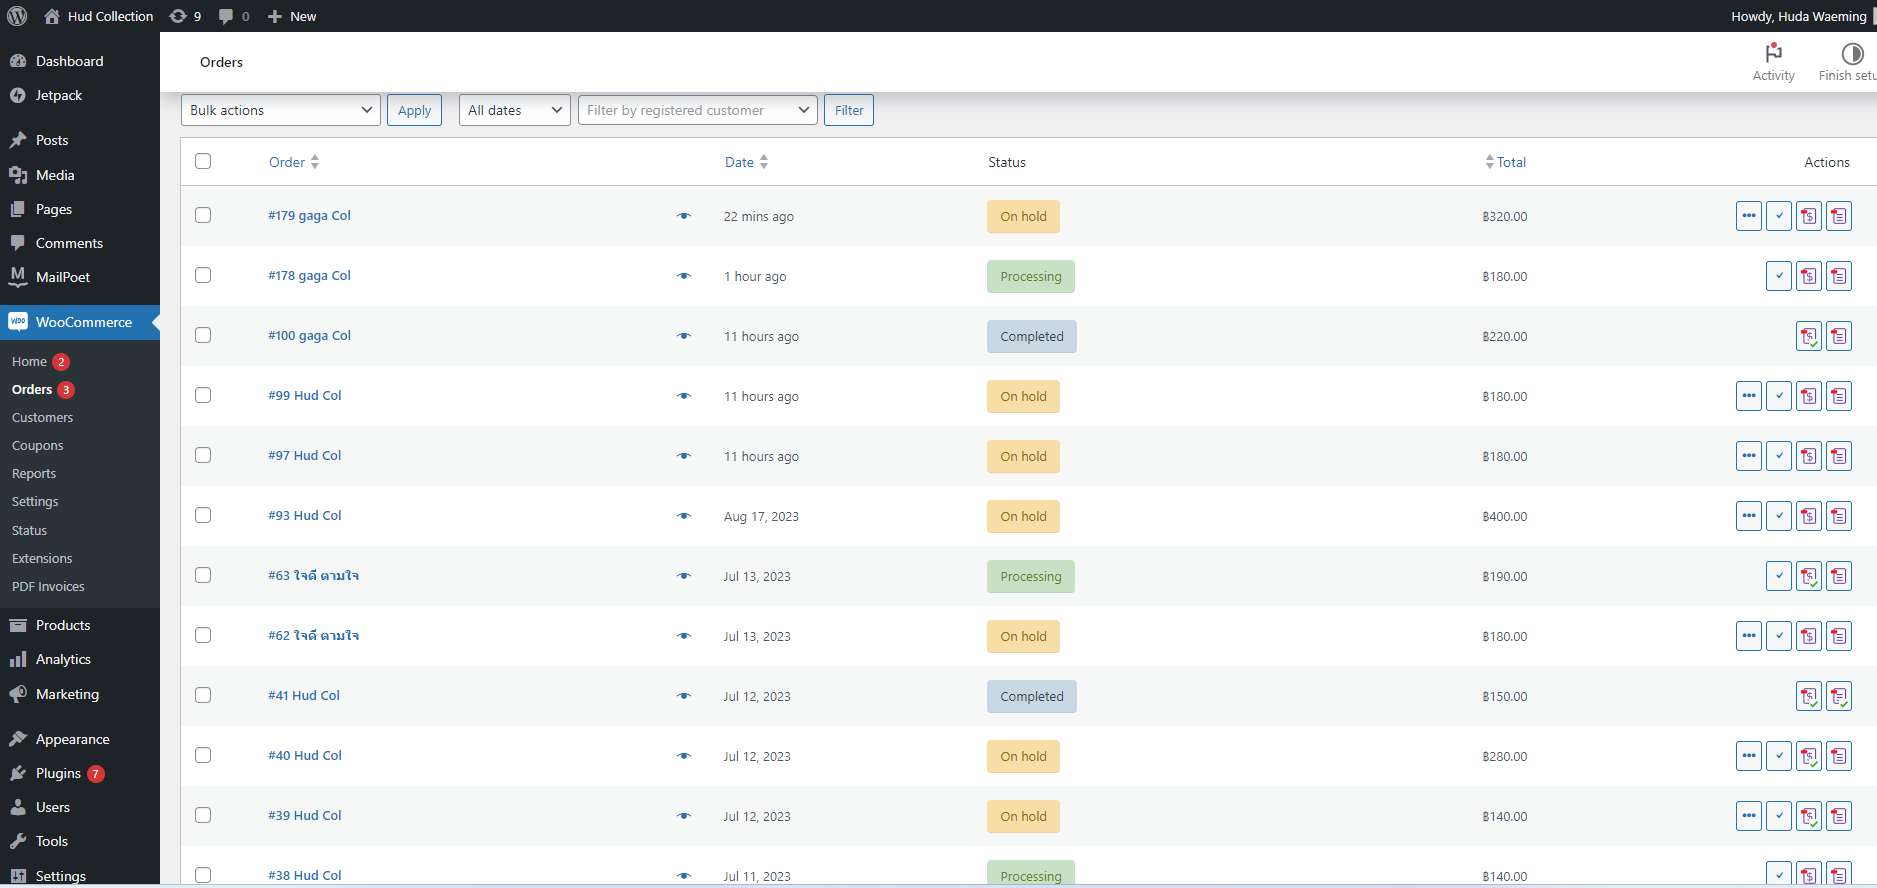 Hud Collection 9 0 New Howdy, Huda Waeming
Dashboard
Jetpack
Posts
Media
Pages
Comments
MailPoet
WooCommerce
Home 2
Orders 3
Customers
Coupons
Reports
Settings
Status
Extensions
PDF Invoices
Products
Analytics
Marketing
Appearance
Plugins 7
Users
Tools
Settings
Orders Activity Finish setu
Bulk actions Apply All dates Filter by registered customer Filter
Order Date Status Total Actions
#179 gaga Col 22 mins ago On hold ฿320.00
#178 gaga Col 1 hour ago Processing ฿180.00
#100 gaga Col 11 hours ago Completed ฿220.00
#99 Hud Col 11 hours ago On hold ฿180.00
#97 Hud Col 11 hours ago On hold ฿180.00
#93 Hud Col Aug 17, 2023 On hold ฿400.00
#63 ใจดี ตามใจ Jul 13, 2023 Processing ฿190.00
#62 ใจดี ตามใจ Jul 13, 2023 On hold ฿180.00
#41 Hud Col Jul 12, 2023 Completed ฿150.00
#40 Hud Col Jul 12, 2023 On hold ฿280.00
#39 Hud Col Jul 12, 2023 On hold ฿140.00
#38 Hud Col Jul 11, 2023 Processing ฿140.00